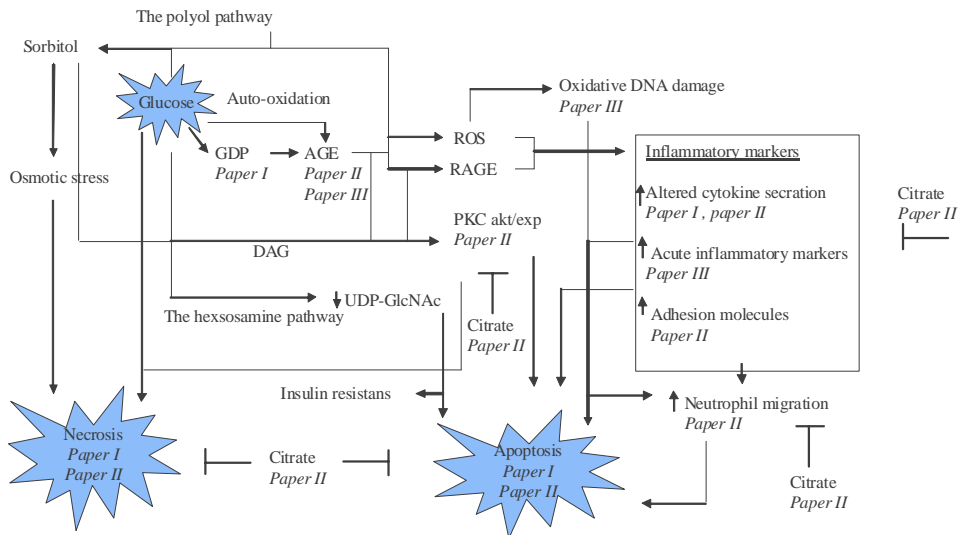 The polyol pathway
Sorbitol
Glucose
Auto-oxidation
Oxidative DNA damage
Paper III
GDP
Paper I
AGE
Paper II
Paper III
ROS
RAGE
Osmotic stress
Inflammatory markers
Altered cytokine secration
Paper I , paper II
Acute inflammatory markers
Paper III
Adhesion molecules
Paper II
Citrate
Paper II
PKC akt/exp
Paper II
DAG
UDP-GlcNAc
The hexsosamine pathway
Citrate
Paper II
Insulin resistans
Neutrophil migration
Paper II
Necrosis
Paper I
Paper II
Citrate
Paper II
Apoptosis
Paper I
Paper II
Citrate
Paper II